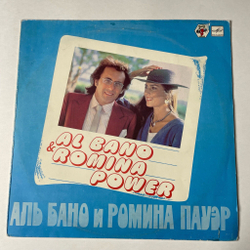 AL BANO
& ROMINA
POWER
АЛЬ БАНО и РОМИНА ПАУЭР